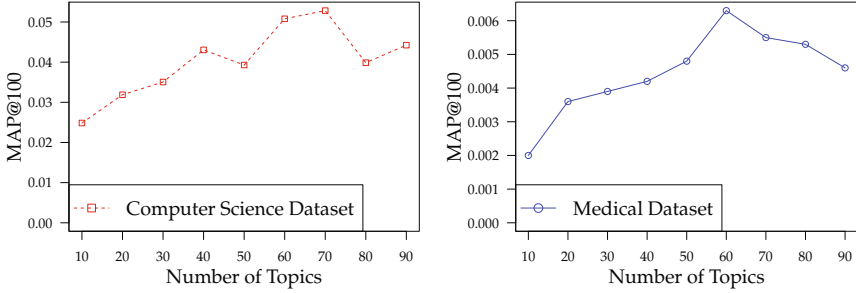 MAP@100
0.05
0.04
0.03
0.02
0.01
0.00
Computer Science Dataset
10 20 30 40 50 60 70 80 90
Number of Topics
MAP@100
0.006
0.005
0.004
0.003
0.002
0.001
0.000
Medical Dataset
10 20 30 40 50 60 70 80 90
Number of Topics